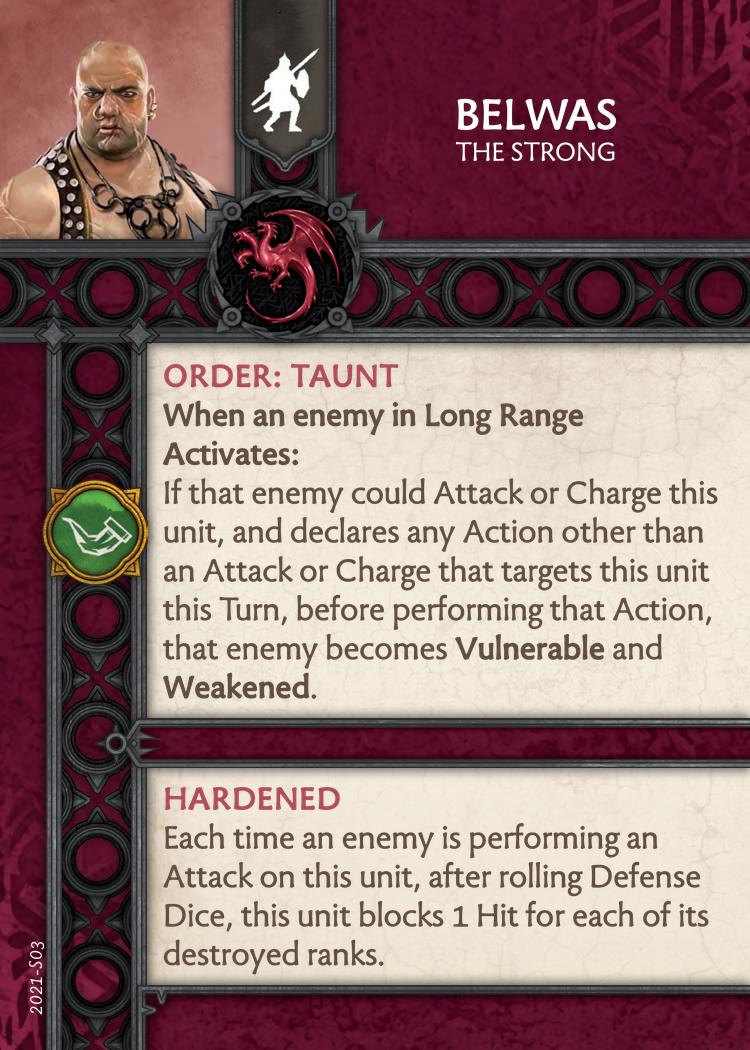 BELWAS
THE STRONG
ORDER: TAUNT
When an enemy in Long Range
Activates:
If that enemy could Attack or Charge this
unit, and declares any Action other than
an Attack or Charge that targets this unit
this Turn, before performing that Action,
that enemy becomes Vulnerable and
Weakened.
HARDENED
Each time an enemy is performing an
Attack on this unit, after rolling Defense
Dice, this unit blocks 1 Hit for each of its
destroyed ranks.
2021-S03